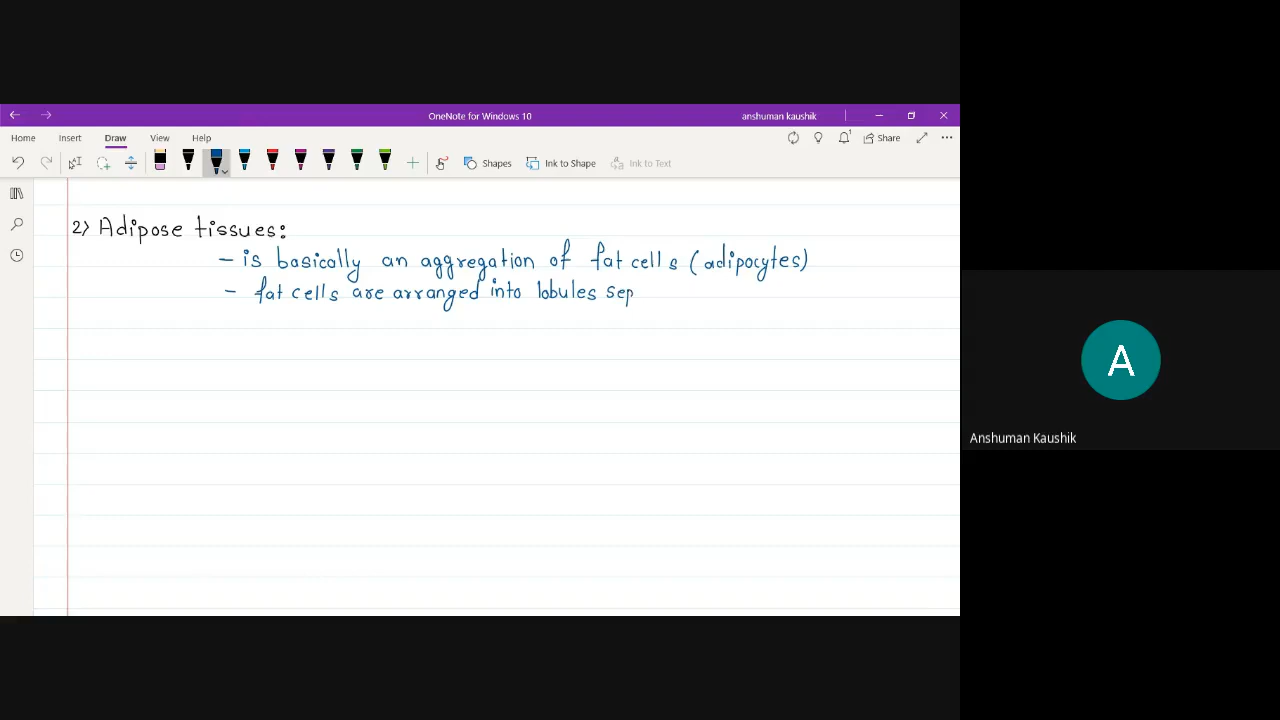 OneNote for Windows 10
anshuman kaushik
Home Insert Draw View Help
1
Share
Shapes
Ink to Shape
Ink to Text
2) Adipose tissues:
- is basically an aggregation of fat cells (adipocytes)
- fat cells are arranged into lobules sep
A
Anshuman Kaushik